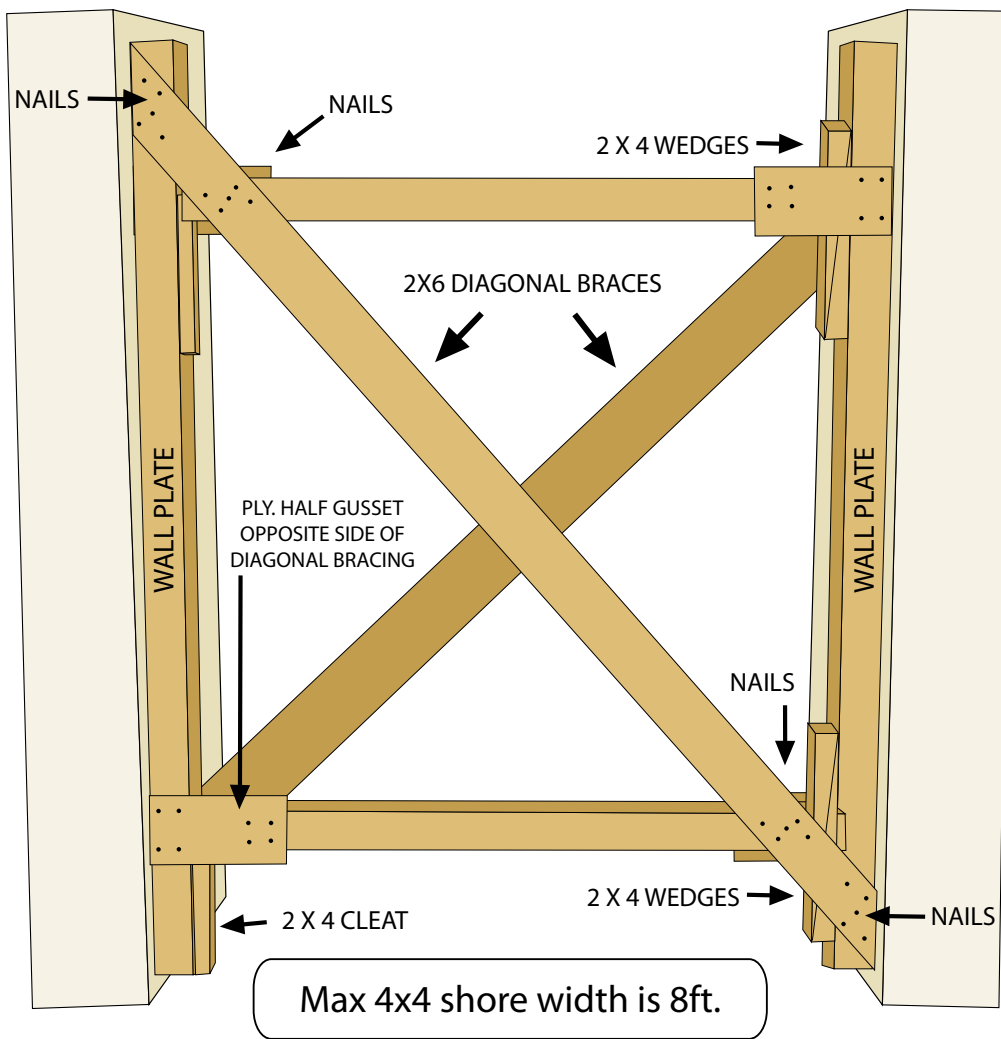 NAILS
NAILS
2 X 4 WEDGES
2X6 DIAGONAL BRACES
WALL PLATE
WALL PLATE
PLY. HALF GUSSET
OPPOSITE SIDE OF
DIAGONAL BRACING
NAILS
2 X 4 WEDGES
2 X 4 CLEAT
NAILS
Max 4x4 shore width is 8ft.